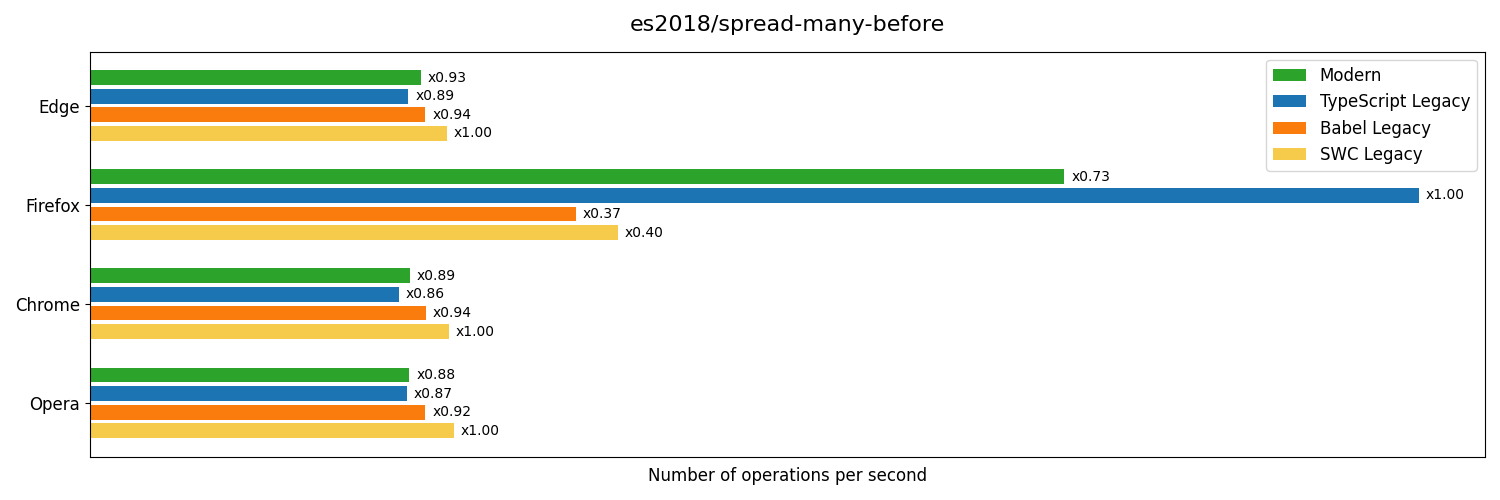 es2018/spread-many-before
Modern
TypeScript Legacy
Babel Legacy
SWC Legacy
Edge
x0.93
x0.89
x0.94
x1.00
Firefox
x0.73
x1.00
x0.37
x0.40
Chrome
x0.89
x0.86
x0.94
x1.00
Opera
x0.88
x0.87
x0.92
x1.00
Number of operations per second